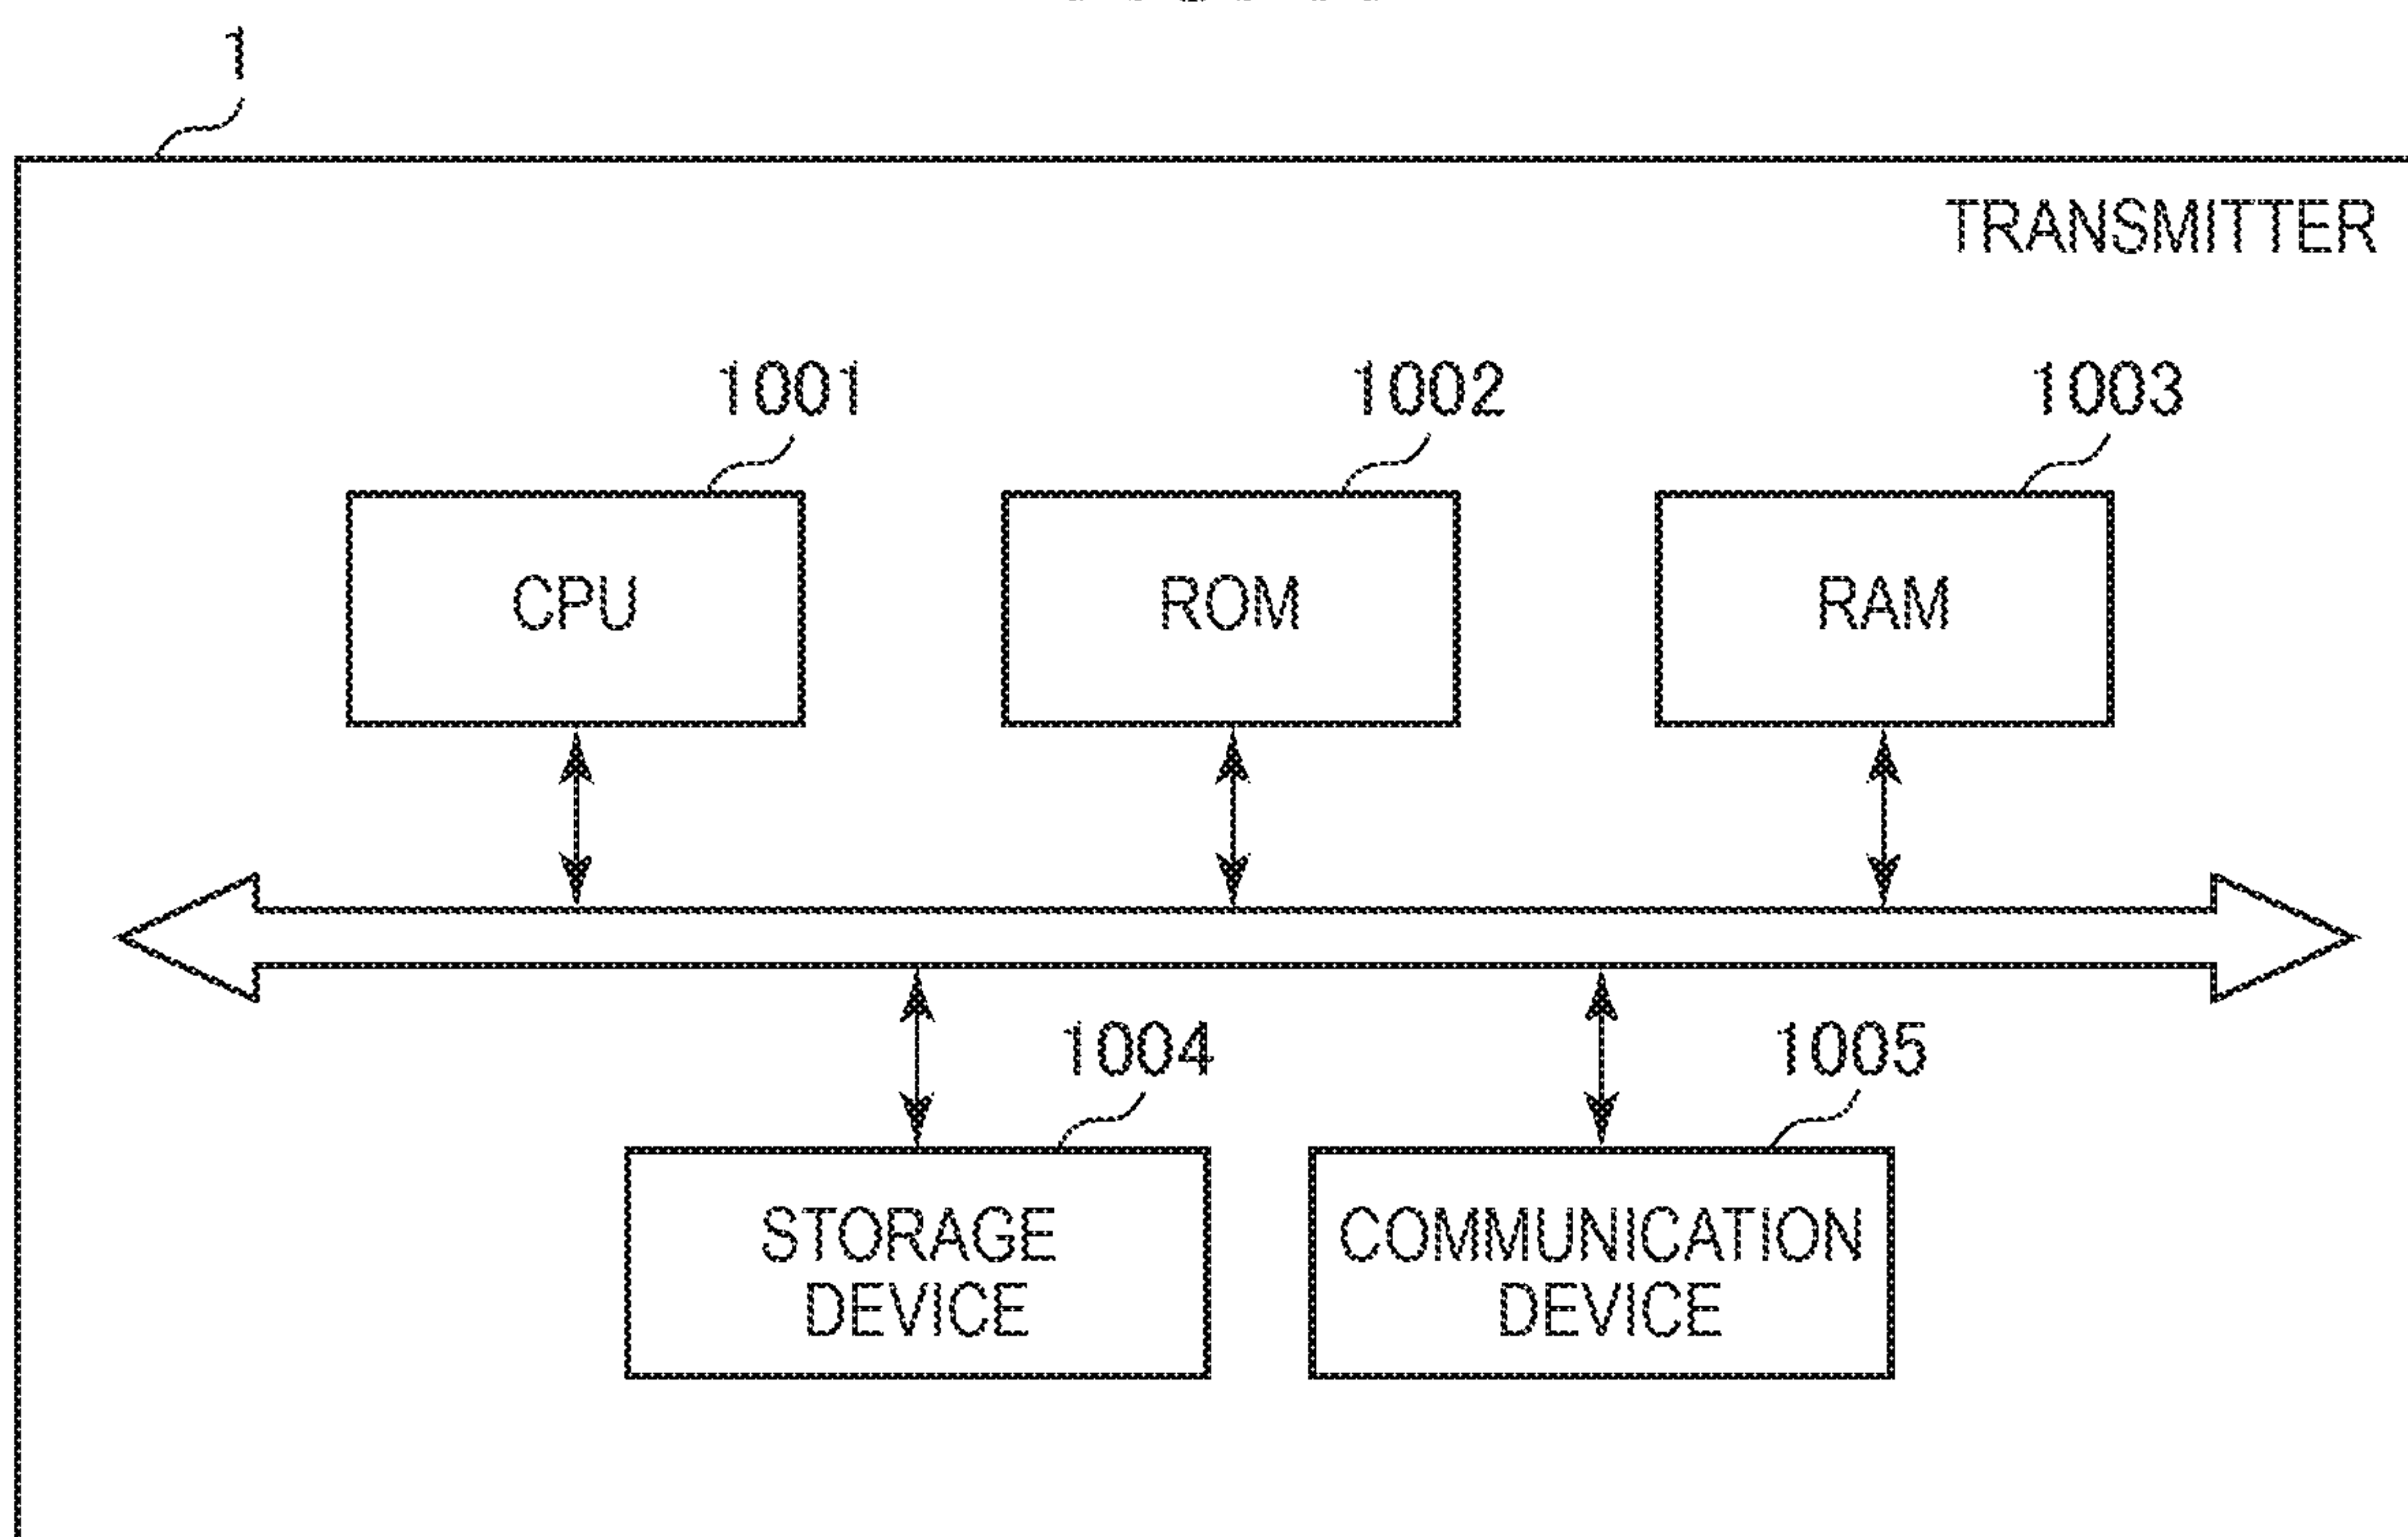 1
TRANSMITTER
1001
1002
1003
CPU
ROM
RAM
1004
1005
STORAGE
DEVICE
COMMUNICATION
DEVICE